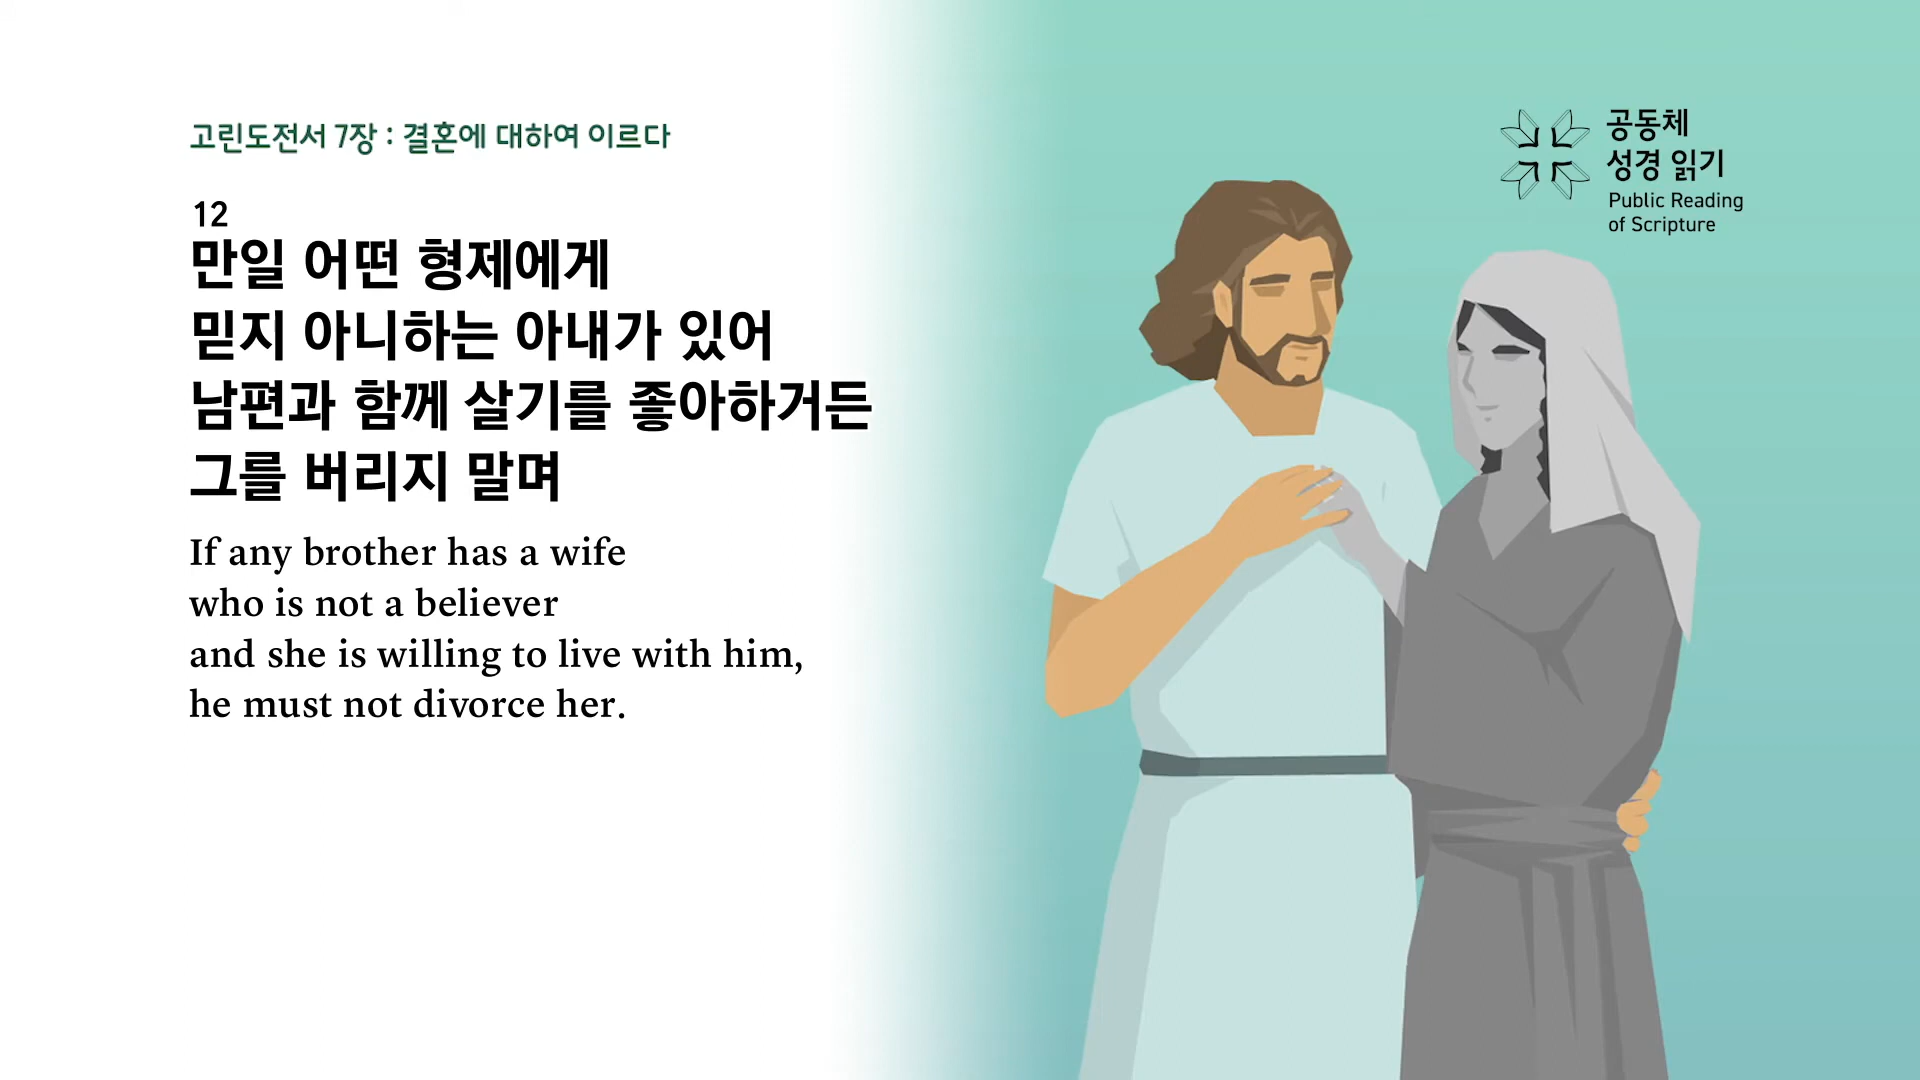 고린도전서 7장 : 결혼에 대하여 이르다
12
만일 어떤 형제에게
믿지 아니하는 아내가 있어
남편과 함께 살기를 좋아하거든
그를 버리지 말며
If any brother has a wife
who is not a believer
and she is willing to live with him,
he must not divorce her.
공동체
성경 읽기
Public Reading
of Scripture